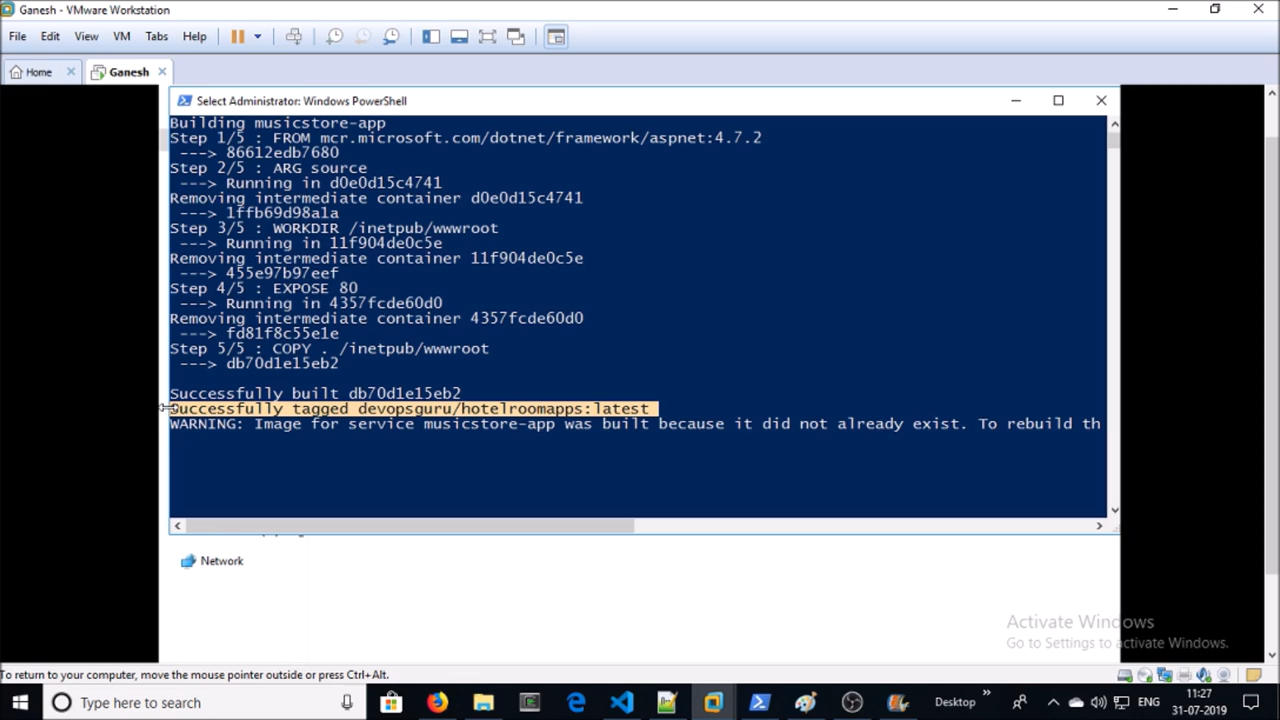 Ganesh - VMware Workstation
File Edit View VM Tabs Help
Home Ganesh
Select Administrator: Windows PowerShell
Building musicstore-app
Step 1/5 : FROM mcr.microsoft.com/dotnet/framework/aspnet:4.7.2
---> 86612edb7680
Step 2/5 : ARG source
---> Running in d0e0d15c4741
Removing intermediate container d0e0d15c4741
---> 1ffb69d98a1a
Step 3/5 : WORKDIR /inetpub/wwwroot
---> Running in 11f904de0c5e
Removing intermediate container 11f904de0c5e
---> 455e97b97eef
Step 4/5 : EXPOSE 80
---> Running in 4357fcde60d0
Removing intermediate container 4357fcde60d0
---> fd81f8c55e1e
Step 5/5 : COPY . /inetpub/wwwroot
---> db70d1e15eb2
Successfully built db70d1e15eb2
Successfully tagged devopsguru/hotelroomapps:latest
WARNING: Image for service musicstore-app was built because it did not already exist. To rebuild th
Network
Activate Windows
Go to Settings to activate Windows.
To return to your computer, move the mouse pointer outside or press Ctrl+Alt.
Type here to search
Desktop
ENG
11:27
31-07-2019